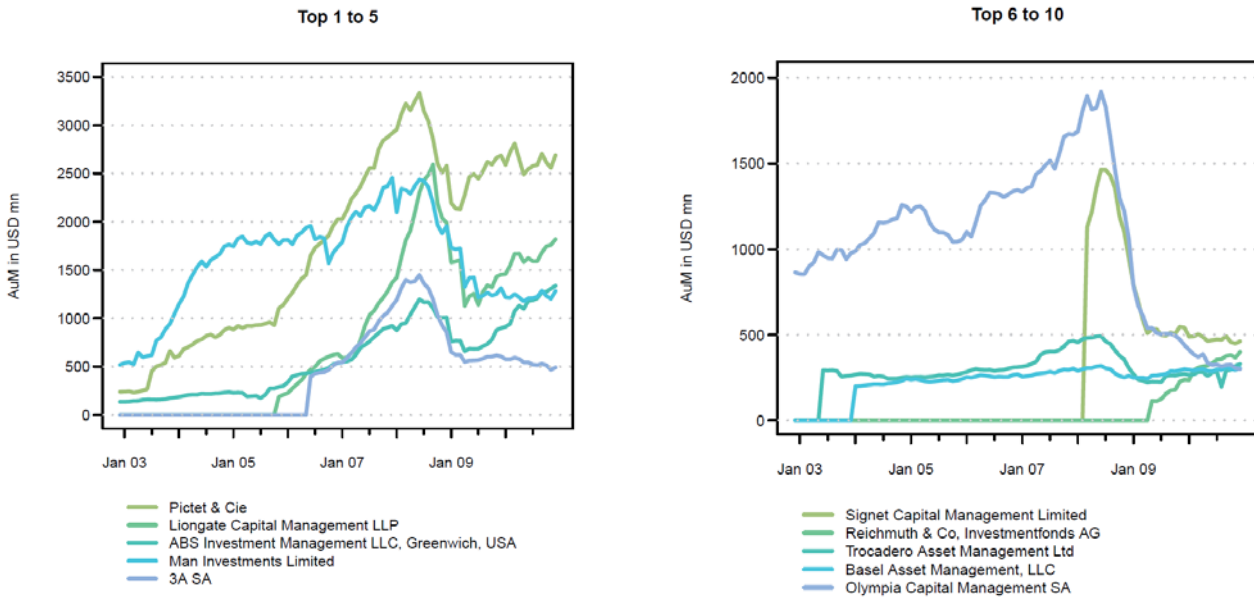 Top 1 to 5
AuM in USD mn
3500
3000
2500
2000
1500
1000
500
0
Jan 03 Jan 05 Jan 07 Jan 09
Pictet & Cie
Liongate Capital Management LLP
ABS Investment Management LLC, Greenwich, USA
Man Investments Limited
3A SA
Top 6 to 10
AuM in USD mn
2000
1500
1000
500
0
Jan 03 Jan 05 Jan 07 Jan 09
Signet Capital Management Limited
Reichmuth & Co, Investmentfonds AG
Trocadero Asset Management Ltd
Basel Asset Management, LLC
Olympia Capital Management SA